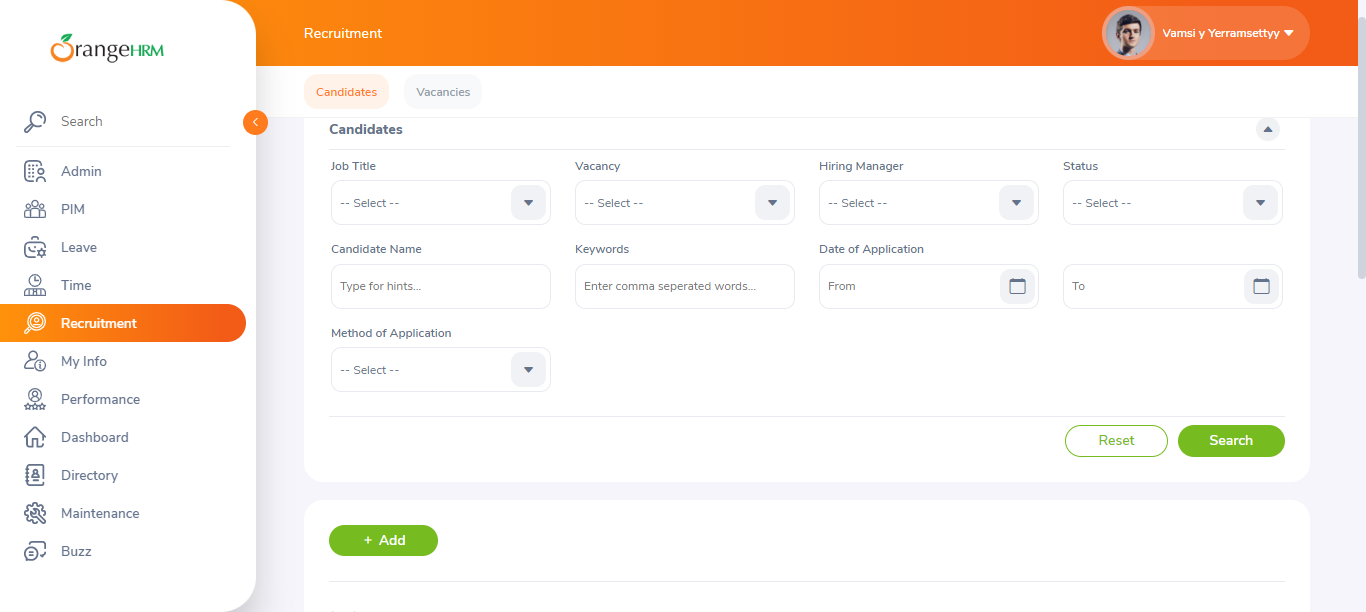 OrangeHRM
Search
Admin
PIM
Leave
Time
Recruitment
My Info
Performance
Dashboard
Directory
Maintenance
Buzz
Recruitment
Vamsi y Yerramsettyy
Candidates Vacancies
Candidates
Job Title Vacancy Hiring Manager Status
-- Select -- -- Select -- -- Select -- -- Select --
Candidate Name Keywords Date of Application
Type for hints... Enter comma seperated words... From To
Method of Application
-- Select --
Reset Search
+ Add